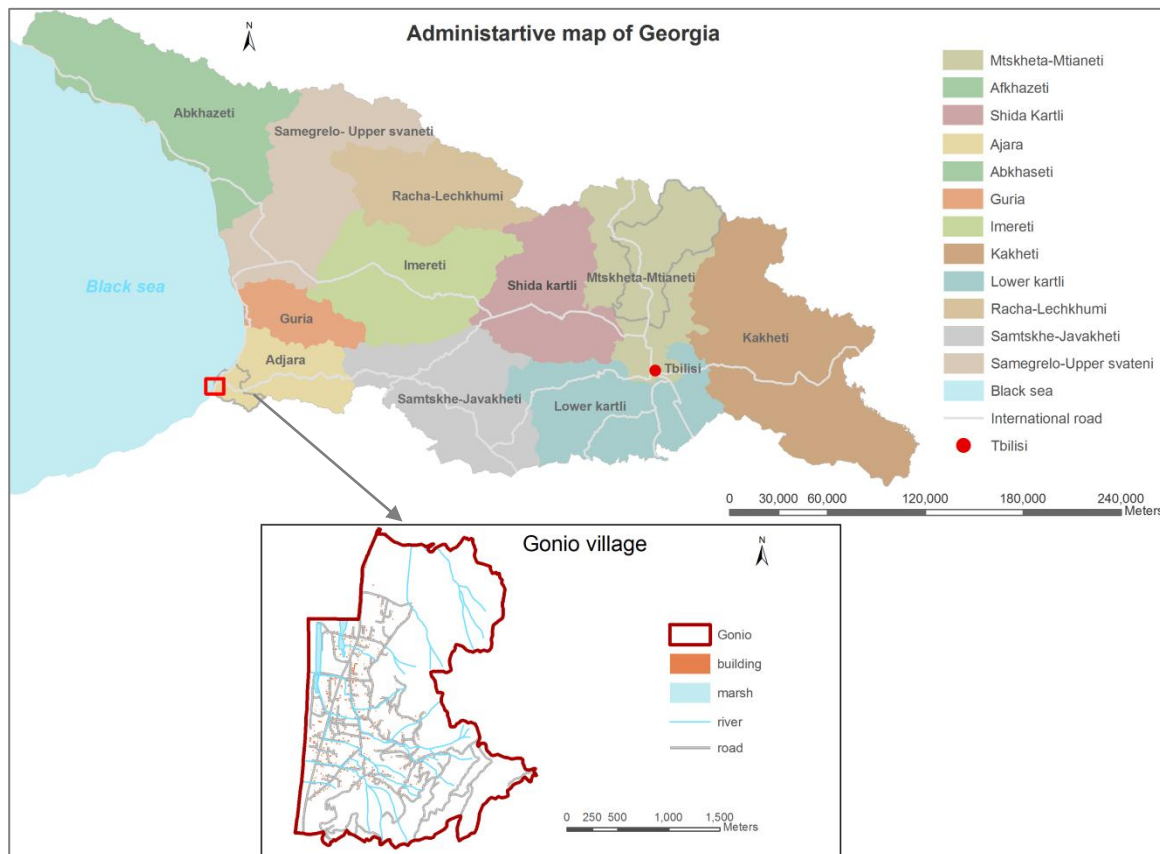 Administartive map of Georgia
N
Abkhazeti
Samegrelo- Upper svaneti
Racha-Lechkhumi
Imereti
Shida kartli
Mtskheta-Mtianeti
Black sea
Guria
Kakheti
Adjara
Tbilisi
Samtskhe-Javakheti
Lower kartli
Mtskheta-Mtianeti
Afkhazeti
Shida Kartli
Ajara
Abkhaseti
Guria
Imereti
Kakheti
Lower kartli
Racha-Lechkhumi
Samtskhe-Javakheti
Samegrelo-Upper svateni
Black sea
International road
Tbilisi
0 30,000 60,000 120,000 180,000 240,000
Meters
Gonio village
N
Gonio
building
marsh
river
road
0 250 500 1,000 1,500
Meters